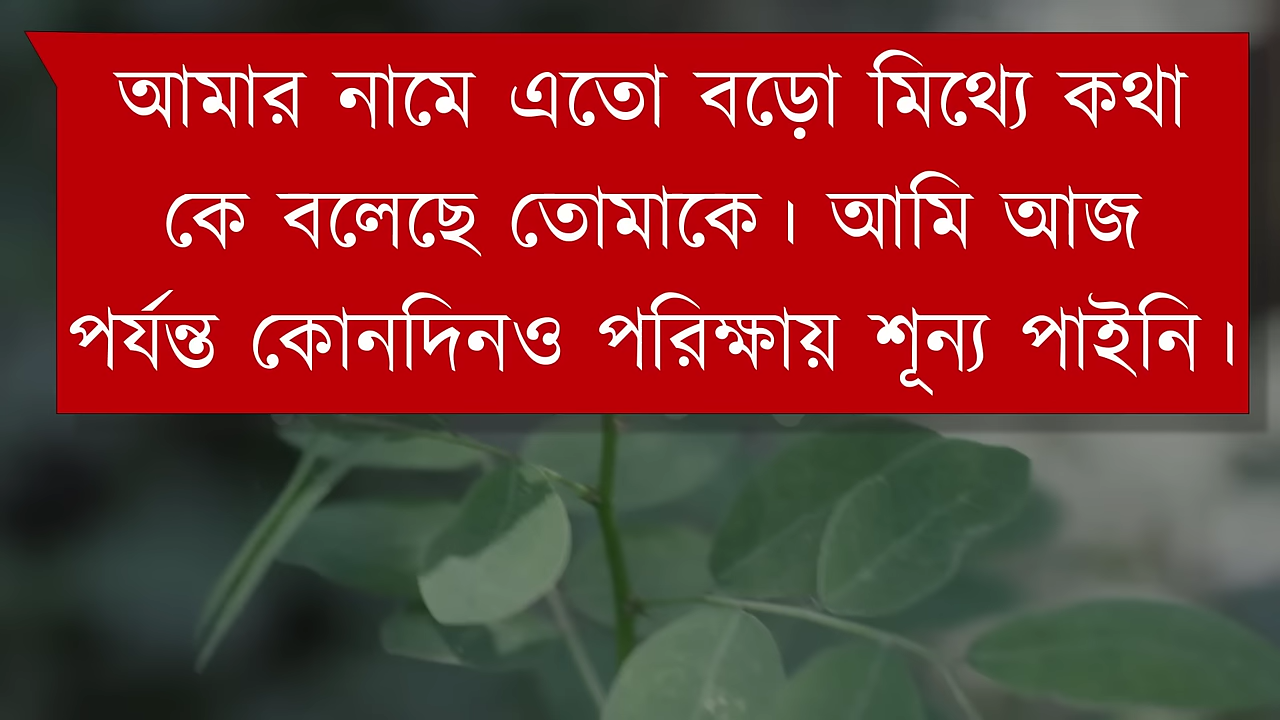 আমার নামে এতো বড়ো মিথ্যে কথা
কে বলেছে তোমাকে। আমি আজ
পর্যন্ত কোনদিনও পরিক্ষায় শূন্য পাইনি।